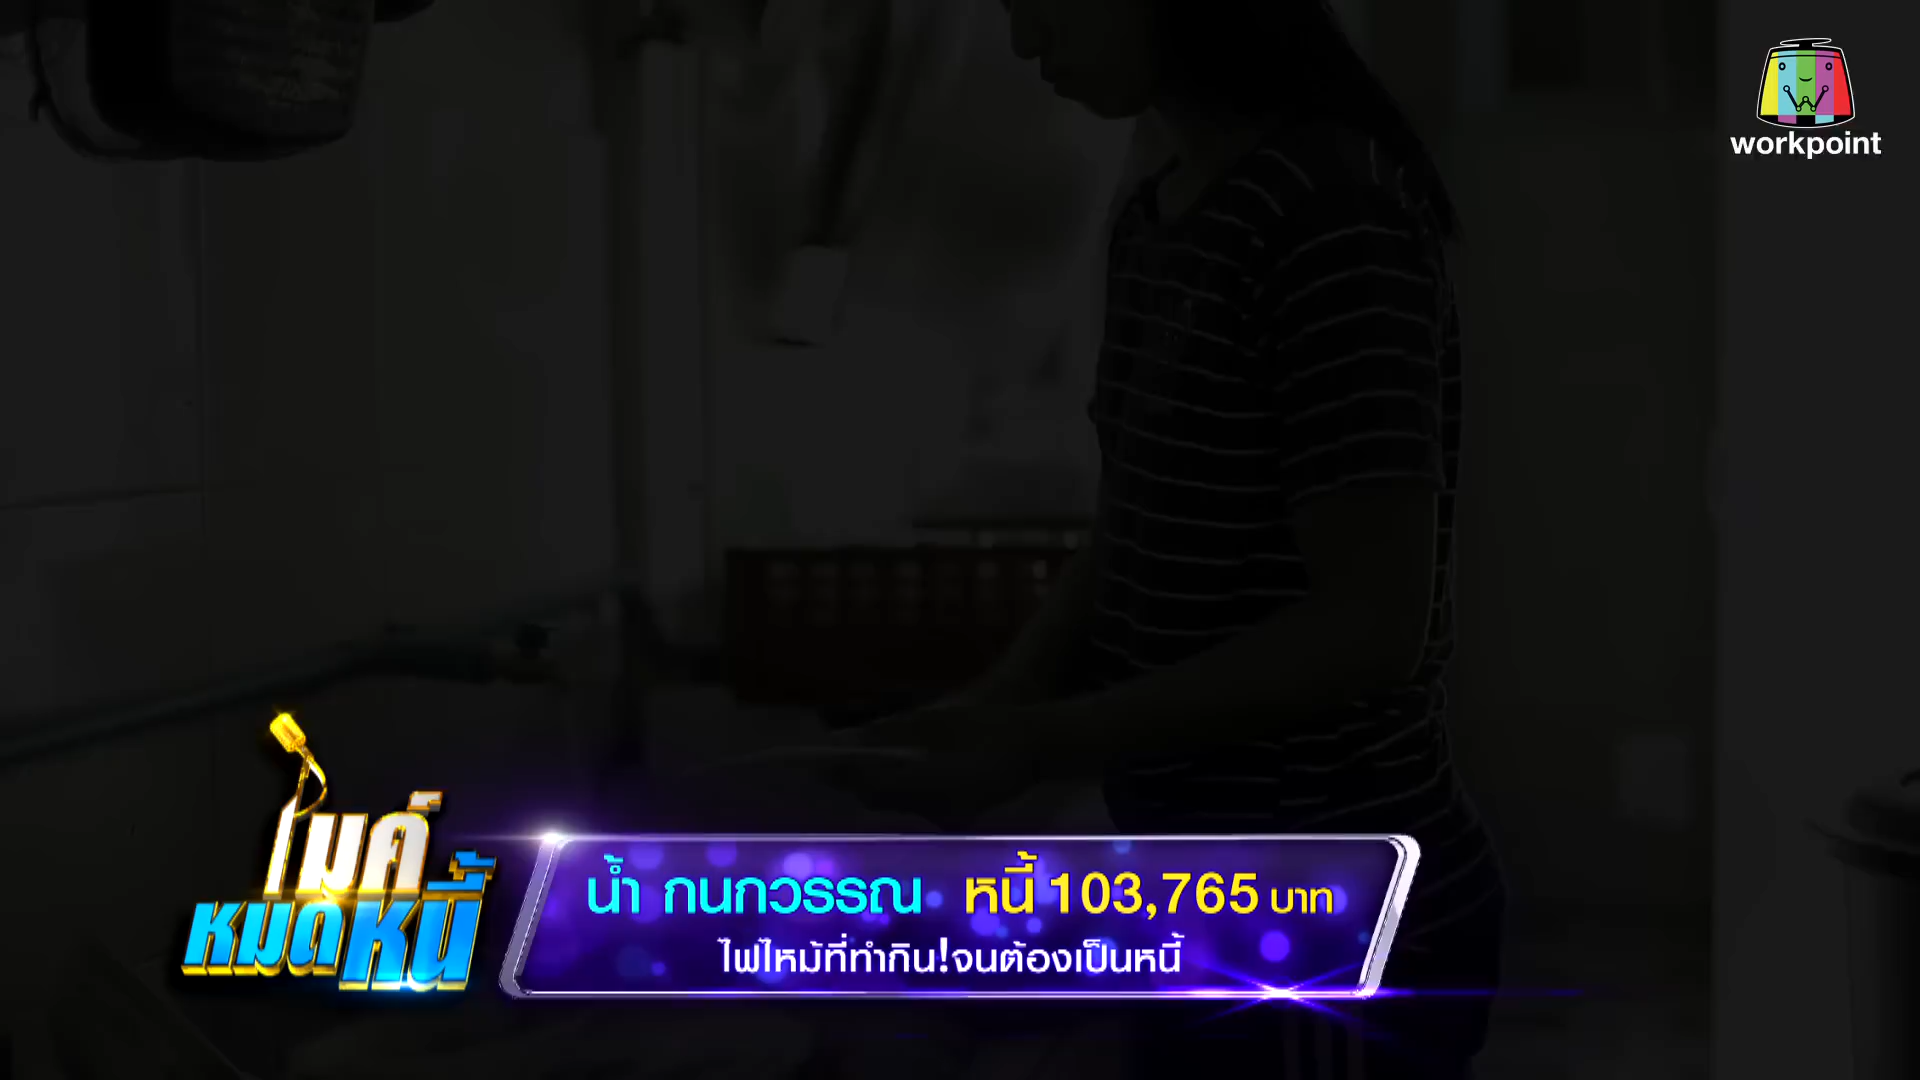 workpoint
ไมค์
หมดหนี้
น้ำ กนกวรรณ หนี้ 103,765 บาท
ไฟไหม้ที่ทำกิน!จนต้องเป็นหนี้